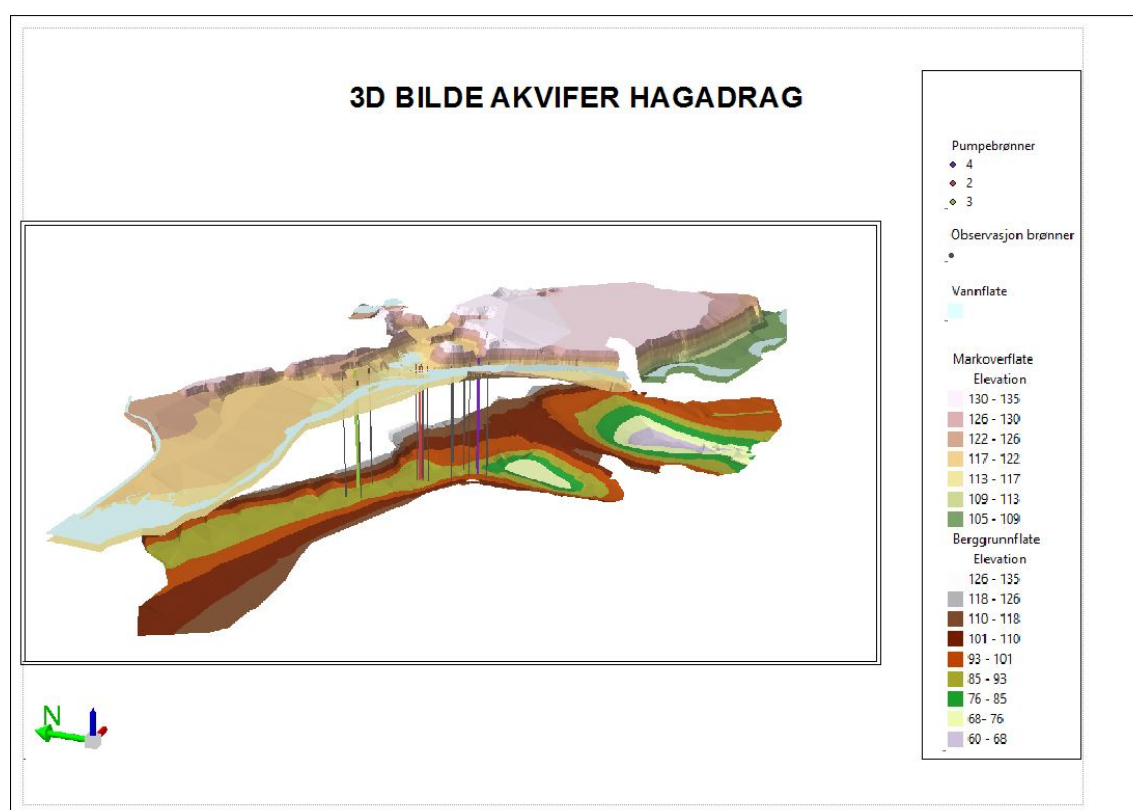 3D BILDE AKVIFER HAGADRAG
Pumpebrønner
4
2
3
Observasjon brønner
Vannflate
Markoverflate
Elevation
130 - 135
126 - 130
122 - 126
117 - 122
113 - 117
109 - 113
105 - 109
Berggrunnflate
Elevation
126 - 135
118 - 126
110 - 118
101 - 110
93 - 101
85 - 93
76 - 85
68- 76
60 - 68
N